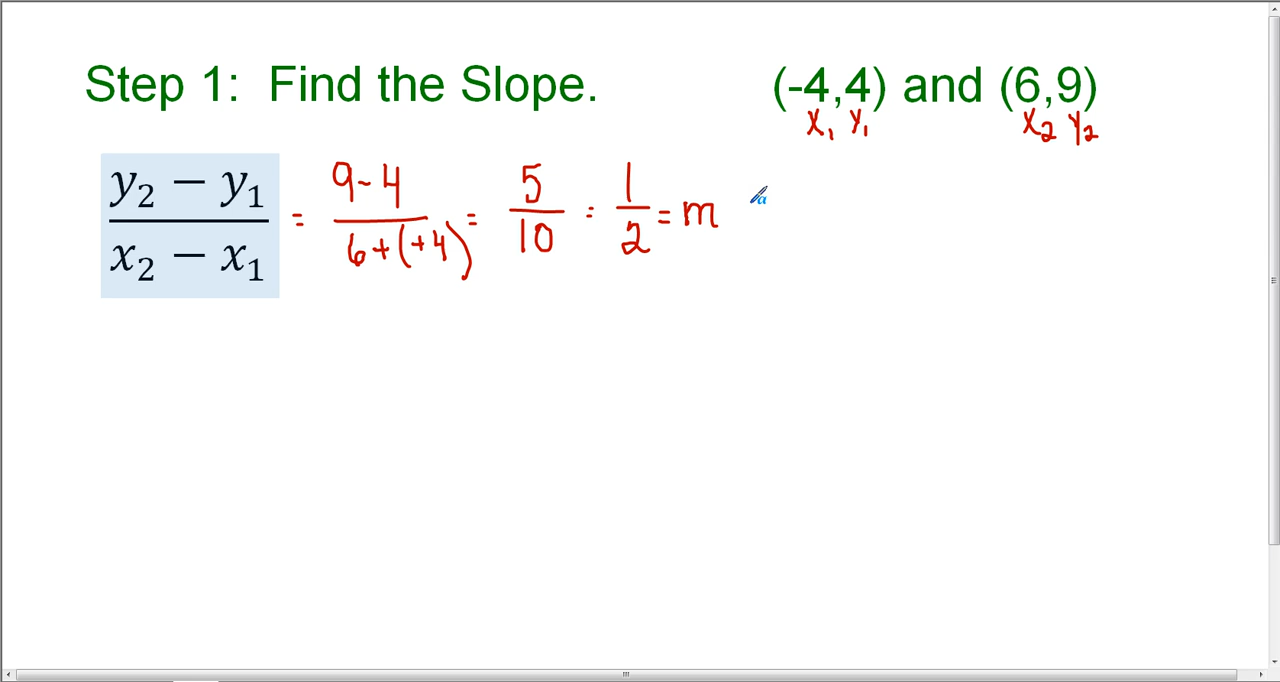 Step 1: Find the Slope. (-4,4) and (6,9)
x₁ y₁ x₂ y₂
y₂ − y₁ / x₂ − x₁ = 9-4 / 6+(+4) = 5/10 = 1/2 = m